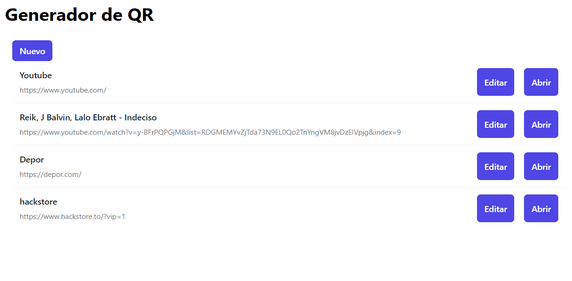 Generador de QR
Nuevo
Youtube
https://www.youtube.com/
Editar
Abrir
Reik, J Balvin, Lalo Ebratt - Indeciso
https://www.youtube.com/watch?v=y-8FrPQPGjM&list=RDGMEMYvZjTda73N9EL0Qo2TnYngVM8jvDzEIVpjg&index=9
Editar
Abrir
Depor
https://depor.com/
Editar
Abrir
hackstore
https://www.hackstore.to/?vip=1
Editar
Abrir